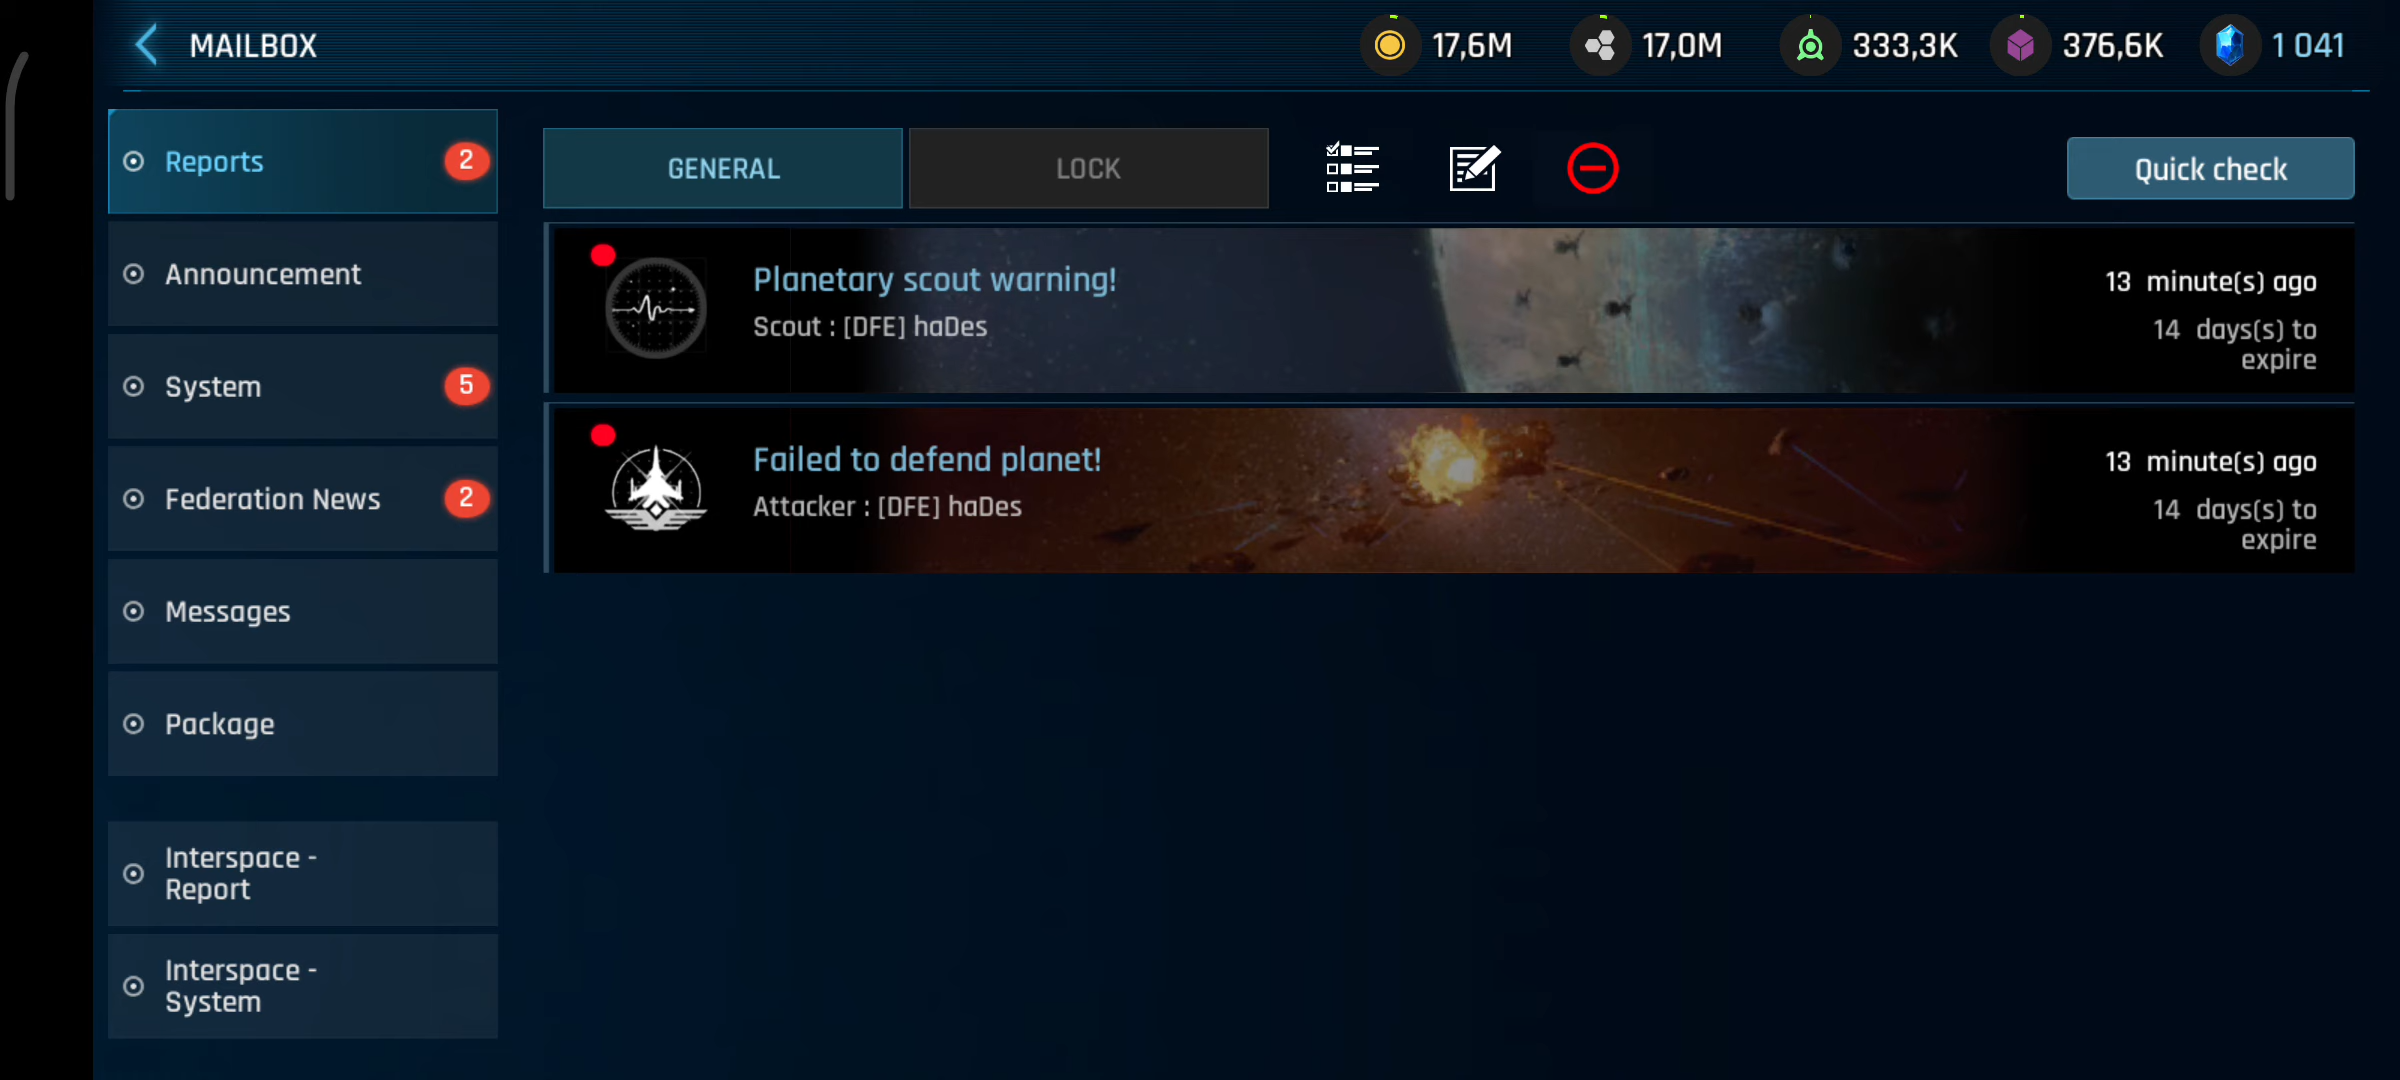 MAILBOX
17,6M
17,0M
333,3K
376,6K
1 041
Reports
2
Announcement
System
5
Federation News
2
Messages
Package
Interspace -
Report
Interspace -
System
GENERAL
LOCK
Quick check
Planetary scout warning!
Scout : [DFE] haDes
13 minute(s) ago
14 days(s) to
expire
Failed to defend planet!
Attacker : [DFE] haDes
13 minute(s) ago
14 days(s) to
expire